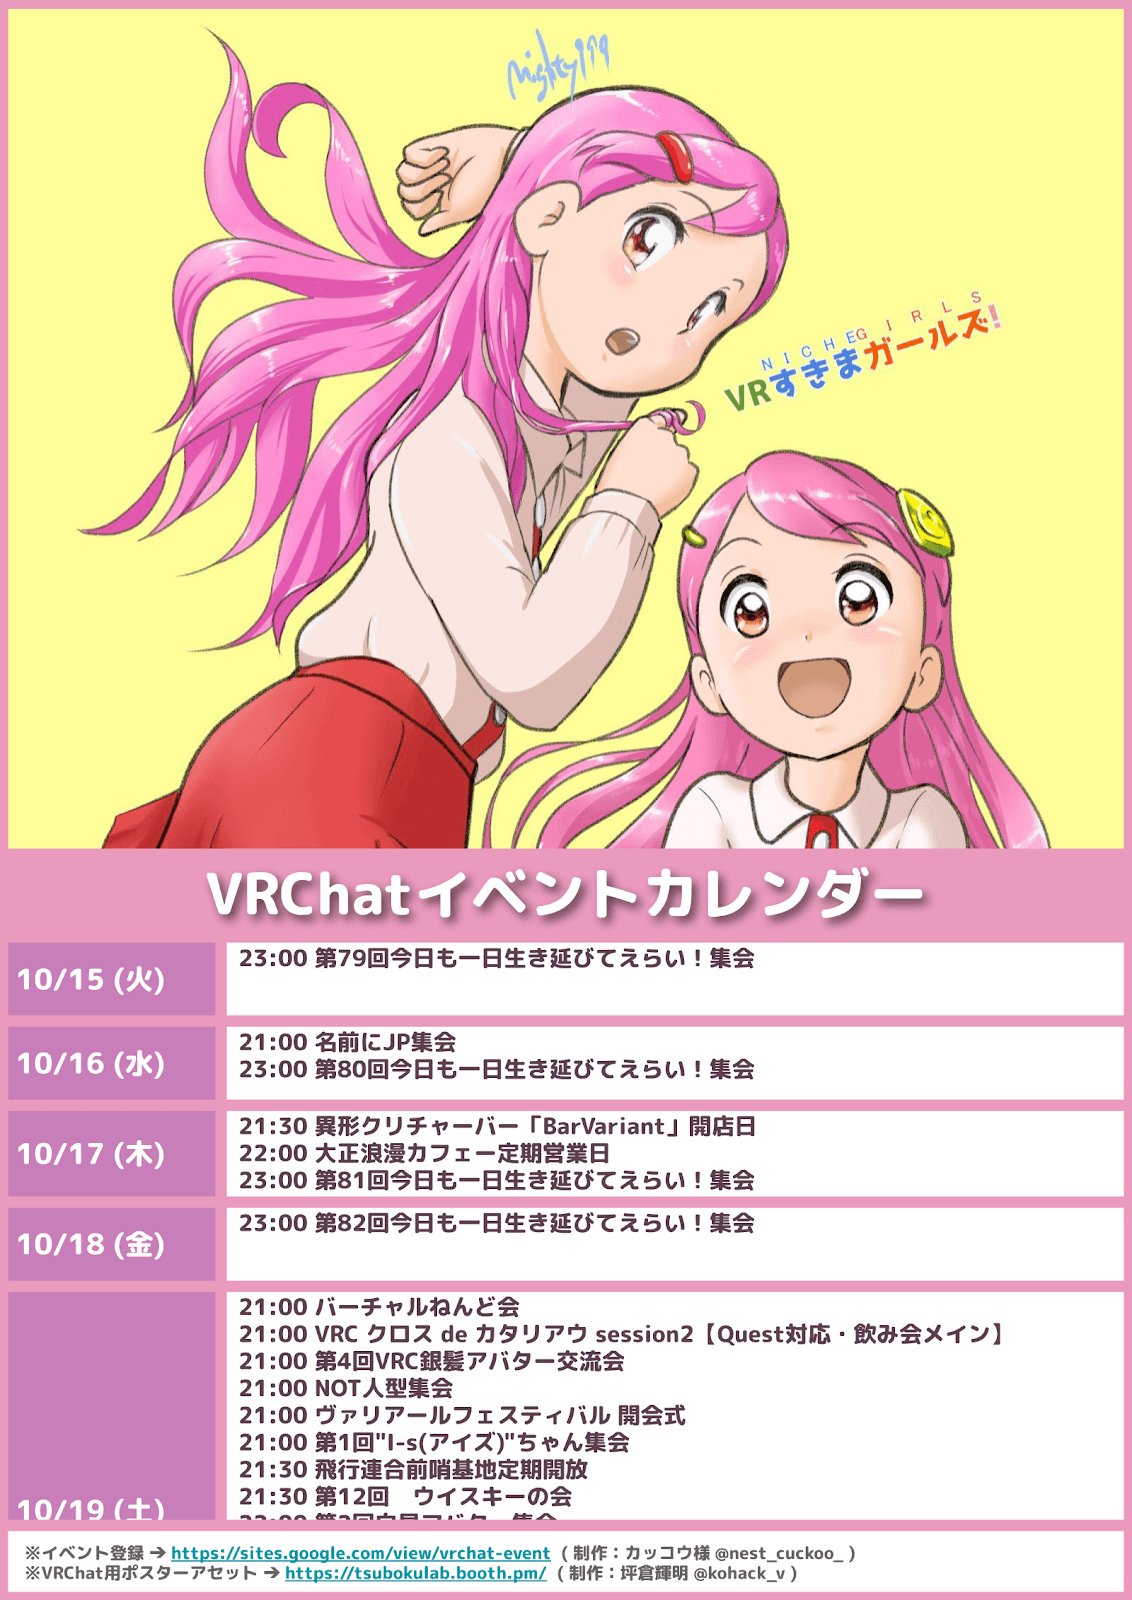 mighty199
NICHE GIRLS
VRすきまガールズ!
VRChatイベントカレンダー
10/15 (火)
23:00 第79回今日も一日生き延びてえらい！集会
10/16 (水)
21:00 名前にJP集会
23:00 第80回今日も一日生き延びてえらい！集会
10/17 (木)
21:30 異形クリチャーバー「BarVariant」開店日
22:00 大正浪漫カフェー定期営業日
23:00 第81回今日も一日生き延びてえらい！集会
10/18 (金)
23:00 第82回今日も一日生き延びてえらい！集会
10/19 (土)
21:00 バーチャルねんど会
21:00 VRC クロス de カタリアウ session2【Quest対応・飲み会メイン】
21:00 第4回VRC銀髪アバター交流会
21:00 NOT人型集会
21:00 ヴァリアールフェスティバル 開会式
21:00 第1回"I-s(アイズ)"ちゃん集会
21:30 飛行連合前哨基地定期開放
21:30 第12回　ウイスキーの会
※イベント登録 → https://sites.google.com/view/vrchat-event （ 制作：カッコウ様 @nest_cuckoo_ ）
※VRChat用ポスターアセット → https://tsubokulab.booth.pm/ （ 制作：坪倉輝明 @kohack_v ）